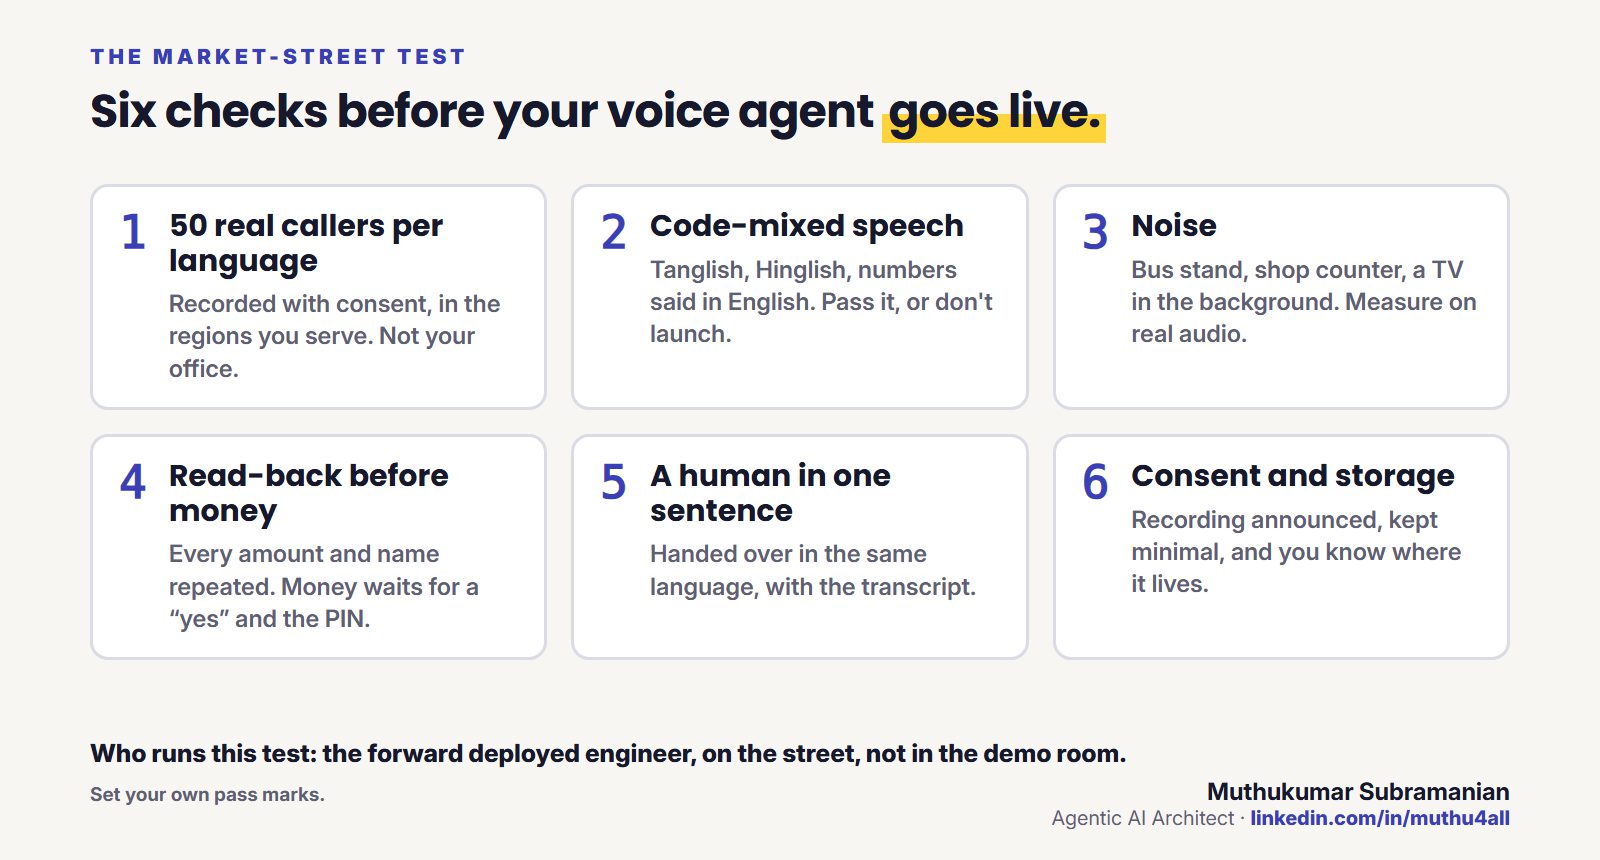 THE MARKET-STREET TEST
Six checks before your voice agent goes live.
1
50 real callers per
language
Recorded with consent, in the
regions you serve. Not your
office.
2
Code-mixed speech
Tanglish, Hinglish, numbers
said in English. Pass it, or don't
launch.
3
Noise
Bus stand, shop counter, a TV
in the background. Measure on
real audio.
4
Read-back before
money
Every amount and name
repeated. Money waits for a
“yes” and the PIN.
5
A human in one
sentence
Handed over in the same
language, with the transcript.
6
Consent and storage
Recording announced, kept
minimal, and you know where
it lives.
Who runs this test: the forward deployed engineer, on the street, not in the demo room.
Set your own pass marks.
Muthukumar Subramanian
Agentic AI Architect · linkedin.com/in/muthu4all